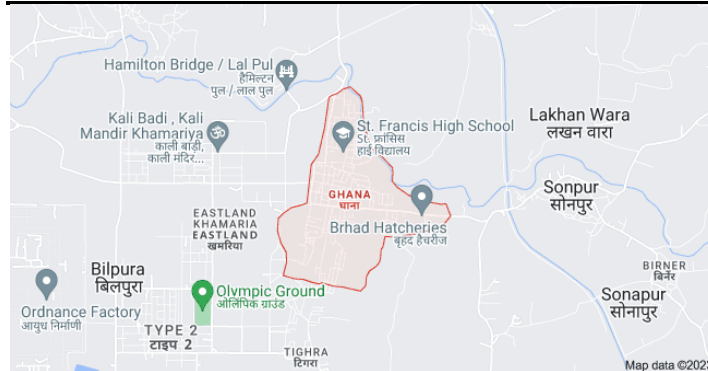 Hamilton Bridge / Lal Pul
हैमिल्टन
पुल / लाल पुल
Kali Badi , Kali
Mandir Khamariya
काली बाड़ी,
काली मंदिर...
St. Francis High School
St. फ्रांसिस
हाई विद्यालय
Lakhan Wara
लखन वारा
GHANA
घाना
Sonpur
सोनपुर
EASTLAND
KHAMARIA
EASTLAND
खमरिया
Brhad Hatcheries
बृहद हैचरीज
Bilpura
बिलपुरा
BIRNER
बिर्नेर
Olympic Ground
ओलिंपिक ग्राउंड
Ordnance Factory
आयुध निर्माणी
Sonapur
सोनापुर
TYPE 2
टाइप 2
TIGHRA
टिगरा
Map data ©2023